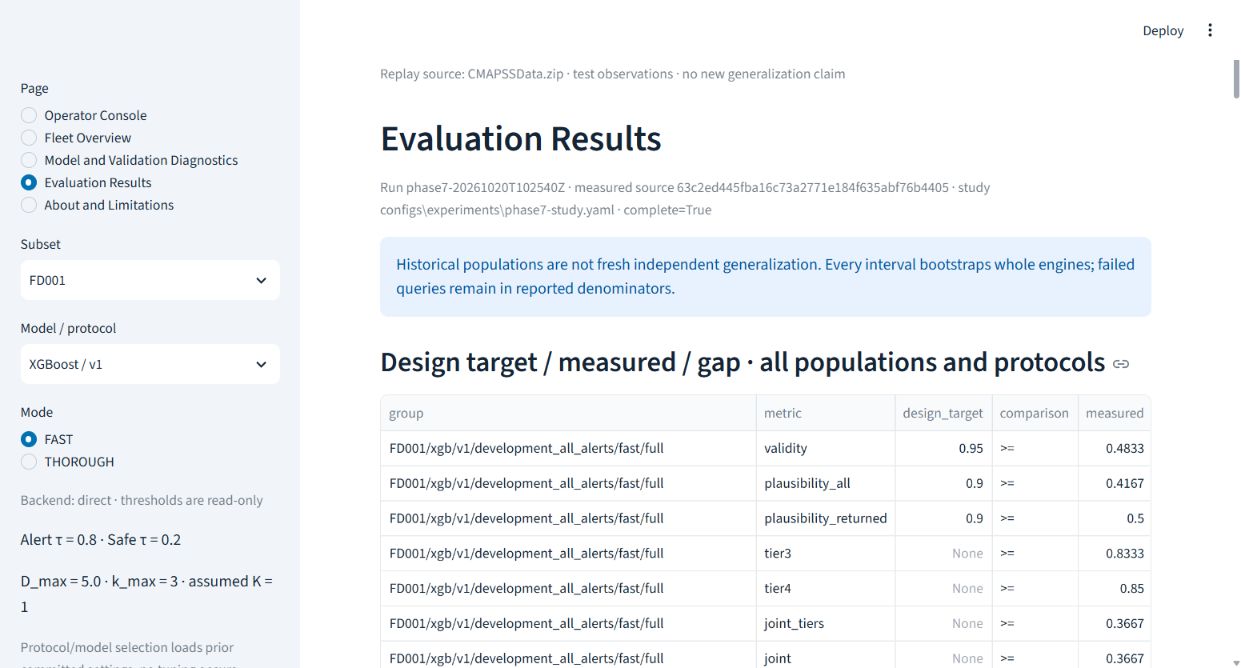 Deploy
Page
Operator Console
Fleet Overview
Model and Validation Diagnostics
Evaluation Results
About and Limitations
Subset
FD001
Model / protocol
XGBoost / v1
Mode
FAST
THOROUGH
Backend: direct · thresholds are read-only
Alert τ = 0.8 · Safe τ = 0.2
D_max = 5.0 · k_max = 3 · assumed K =
1
Protocol/model selection loads prior
Replay source: CMAPSSData.zip · test observations · no new generalization claim
Evaluation Results
Run phase7-20261020T102540Z · measured source 63c2ed445fba16c73a2771e184f635abf76b4405 · study
configs\experiments\phase7-study.yaml · complete=True
Historical populations are not fresh independent generalization. Every interval bootstraps whole engines; failed
queries remain in reported denominators.
Design target / measured / gap · all populations and protocols
group metric design_target comparison measured
FD001/xgb/v1/development_all_alerts/fast/full validity 0.95 >= 0.4833
FD001/xgb/v1/development_all_alerts/fast/full plausibility_all 0.9 >= 0.4167
FD001/xgb/v1/development_all_alerts/fast/full plausibility_returned 0.9 >= 0.5
FD001/xgb/v1/development_all_alerts/fast/full tier3 None >= 0.8333
FD001/xgb/v1/development_all_alerts/fast/full tier4 None >= 0.85
FD001/xgb/v1/development_all_alerts/fast/full joint_tiers None >= 0.3667
FD001/xgb/v1/development_all_alerts/fast/full joint None >= 0.3667